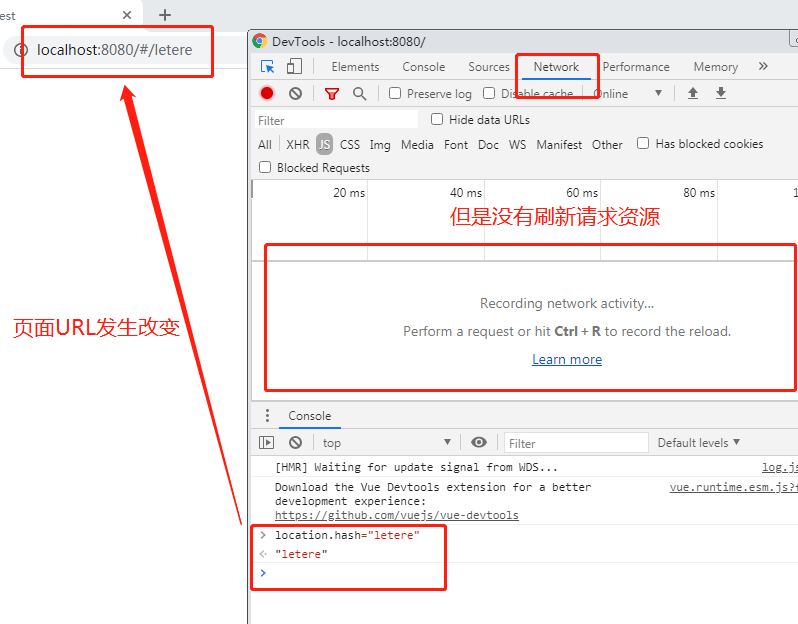 est
localhost:8080/#/letere
DevTools - localhost:8080/
Elements Console Sources Network Performance Memory
Preserve log Disable cache Online
Filter Hide data URLs
All XHR JS CSS Img Media Font Doc WS Manifest Other Has blocked cookies
Blocked Requests
20 ms 40 ms 60 ms 80 ms 1
但是没有刷新请求资源
Recording network activity...
Perform a request or hit Ctrl + R to record the reload.
Learn more
页面URL发生改变
Console
top Filter Default levels
[HMR] Waiting for update signal from WDS... log.js
Download the Vue Devtools extension for a better vue.runtime.esm.js?
development experience:
https://github.com/vuejs/vue-devtools
> location.hash="letere"
"letere"
>